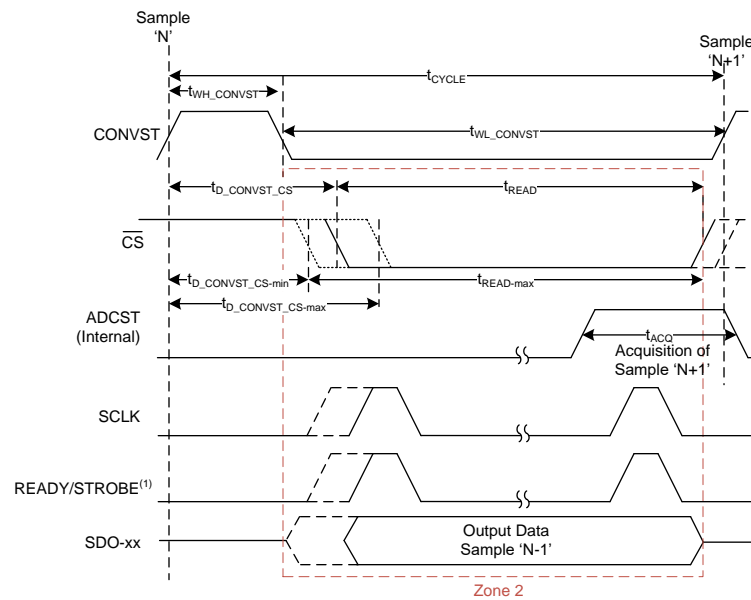 Sample
'N'
Sample
'N+1'
tCYCLE
tWH_CONVST
CONVST
tWL_CONVST
tD_CONVST_CS
tREAD
CS
tD_CONVST_CS-min
tREAD-max
tD_CONVST_CS-max
ADCST
(Internal)
tACQ
Acquisition of
Sample 'N+1'
SCLK
READY/STROBE(1)
SDO-xx
Output Data
Sample 'N-1'
Zone 2